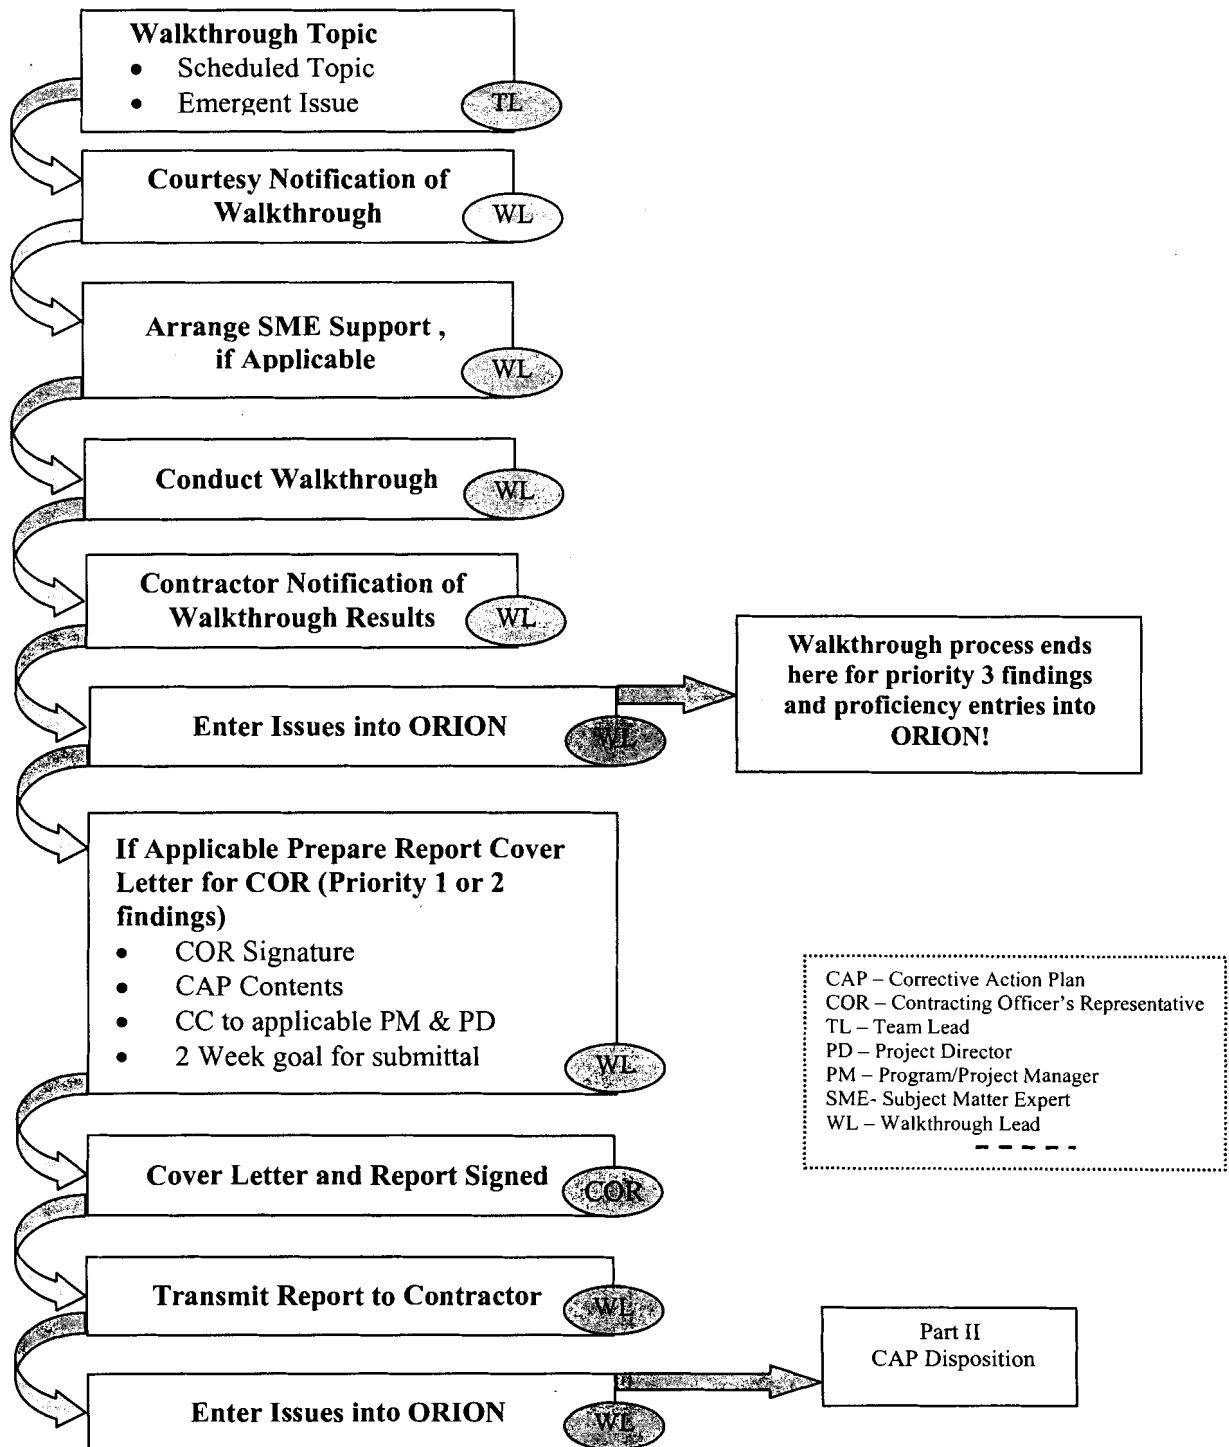 Walkthrough Topic
• Scheduled Topic
• Emergent Issue
TL
Courtesy Notification of
Walkthrough
WL
Arrange SME Support ,
if Applicable
WL
Conduct Walkthrough
WL
Contractor Notification of
Walkthrough Results
WL
Enter Issues into ORION
WL
Walkthrough process ends
here for priority 3 findings
and proficiency entries into
ORION!
If Applicable Prepare Report Cover
Letter for COR (Priority 1 or 2
findings)
• COR Signature
• CAP Contents
• CC to applicable PM & PD
• 2 Week goal for submittal
WL
CAP – Corrective Action Plan
COR – Contracting Officer's Representative
TL – Team Lead
PD – Project Director
PM – Program/Project Manager
SME- Subject Matter Expert
WL – Walkthrough Lead
Cover Letter and Report Signed
COR
Transmit Report to Contractor
WL
Part II
CAP Disposition
Enter Issues into ORION
WL